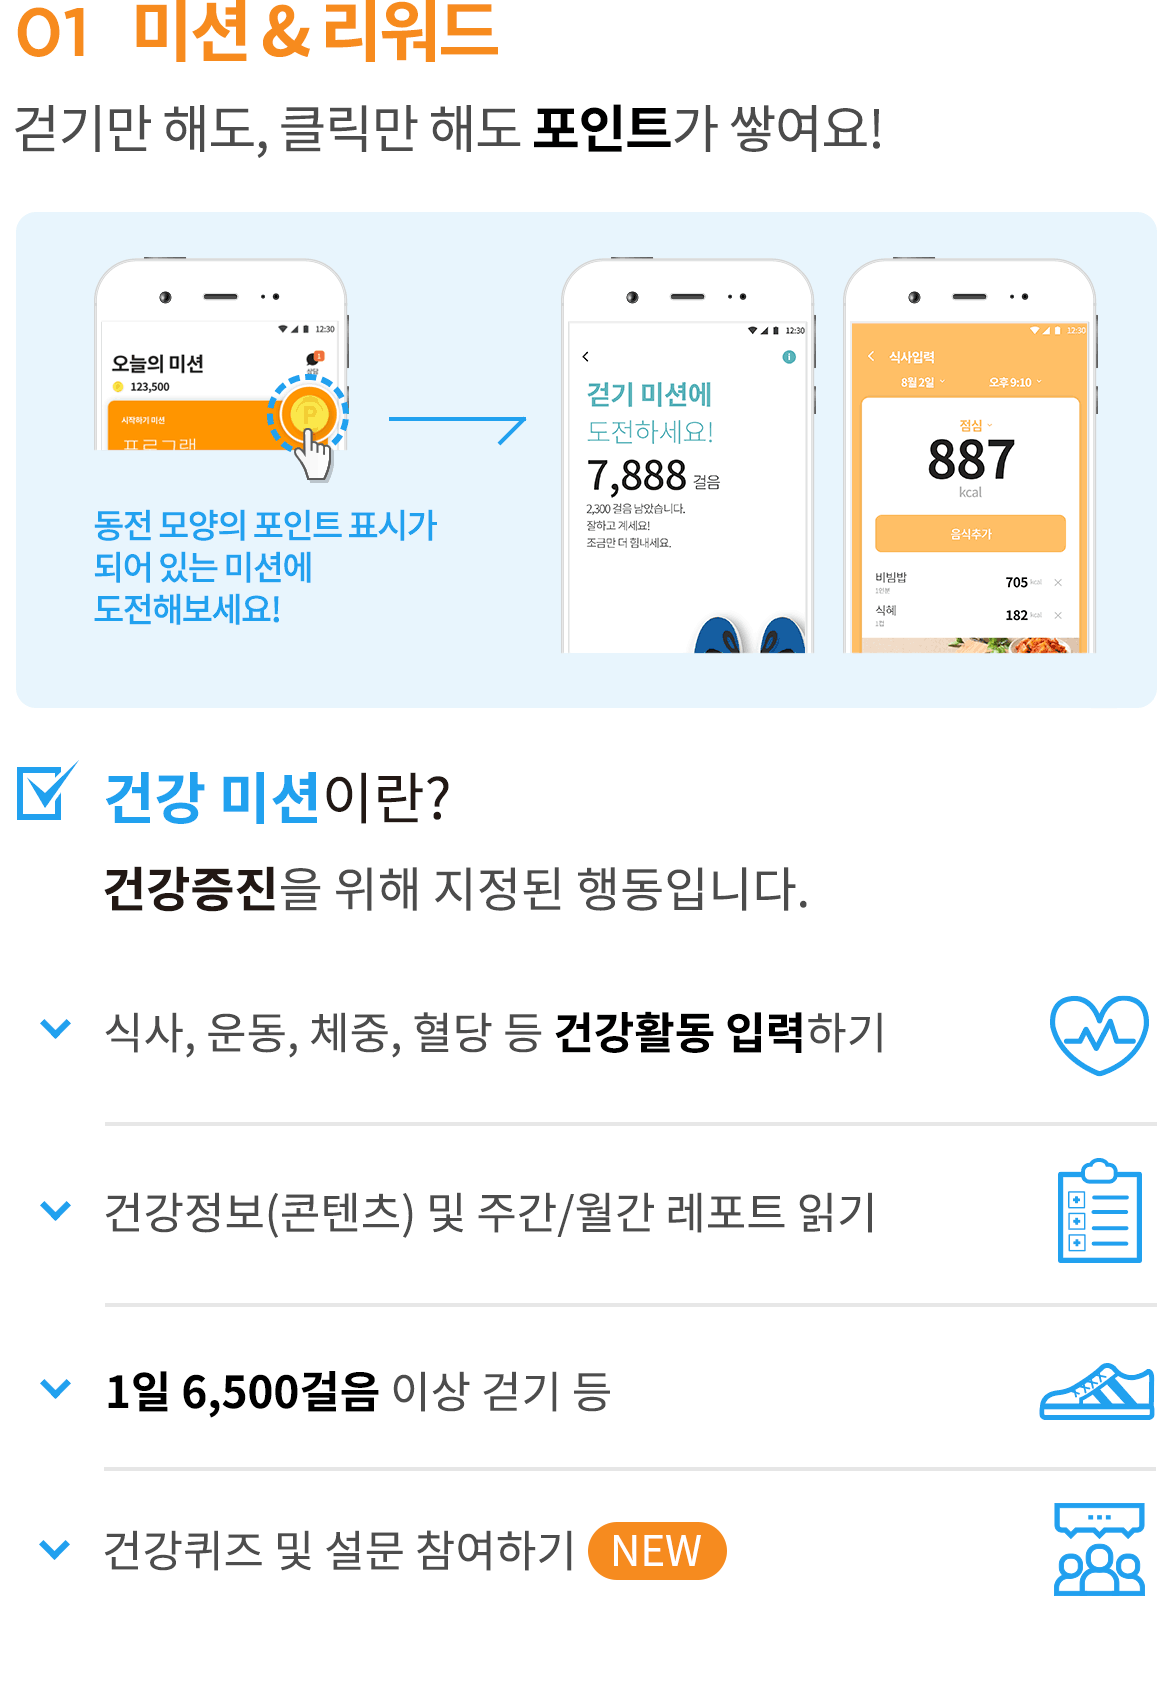 01 미션 & 리워드
걷기만 해도, 클릭만 해도 포인트가 쌓여요!
12:30
오늘의 미션
1
상담
123,500
P
시작하기 미션
프로그램
동전 모양의 포인트 표시가
되어 있는 미션에
도전해보세요!
12:30
걷기 미션에
도전하세요!
7,888 걸음
2,300 걸음 남았습니다.
잘하고 계세요!
조금만 더 힘내세요.
12:30
식사입력
8월 2일 오후 9:10
점심
887
kcal
음식추가
비빔밥 705 kcal
1인분
식혜 182 kcal
1컵
건강 미션이란?
건강증진을 위해 지정된 행동입니다.
식사, 운동, 체중, 혈당 등 건강활동 입력하기
건강정보(콘텐츠) 및 주간/월간 레포트 읽기
1일 6,500걸음 이상 걷기 등
건강퀴즈 및 설문 참여하기 NEW